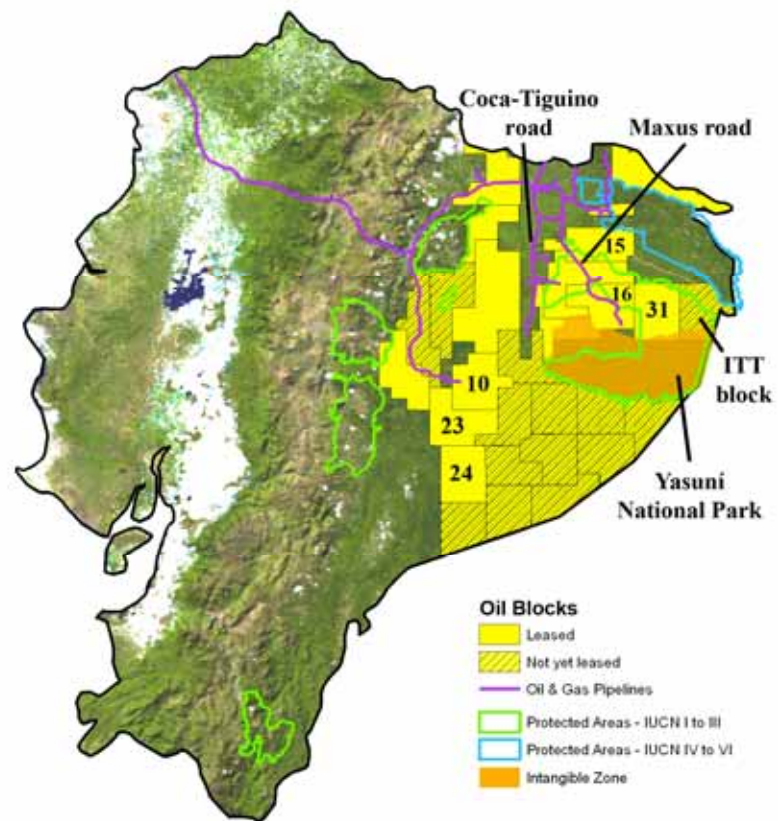 Coca-Tiguino
road
Maxus road
15
16
31
ITT
block
10
23
24
Yasuni
National Park
Oil Blocks
Leased
Not yet leased
Oil & Gas Pipelines
Protected Areas - IUCN I to III
Protected Areas - IUCN IV to VI
Intangible Zone